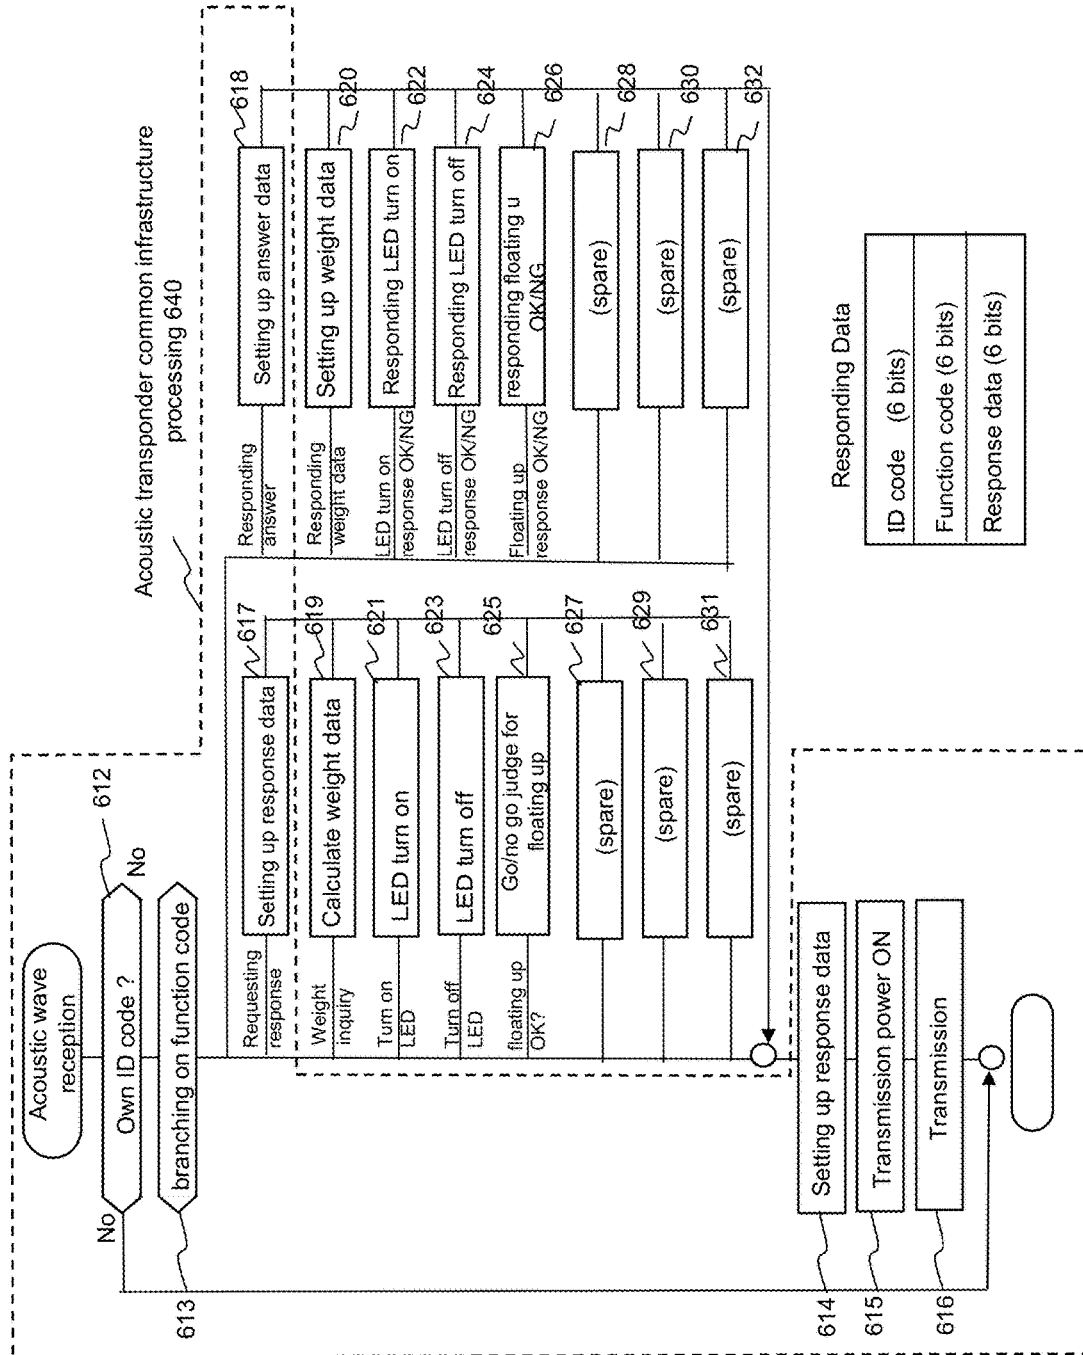 Acoustic transponder common infrastructure
processing 640
Acoustic wave
reception
Own ID code ?
612
No
No
branching on function code
613
Requesting
response
Setting up response data
617
Weight
inquiry
Calculate weight data
619
Turn on
LED
LED turn on
621
Turn off
LED
LED turn off
623
floating up
OK?
Go/no go judge for
floating up
625
(spare)
627
(spare)
629
(spare)
631
Responding
answer
Setting up answer data
618
Responding
weight data
Setting up weight data
620
LED turn on
response OK/NG
Responding LED turn on
622
LED turn off
response OK/NG
Responding LED turn off
624
Floating up
response OK/NG
responding floating u
OK/NG
626
(spare)
628
(spare)
630
(spare)
632
Setting up response data
614
Transmission power ON
615
Transmission
616
Responding Data
ID code (6 bits)
Function code (6 bits)
Response data (6 bits)